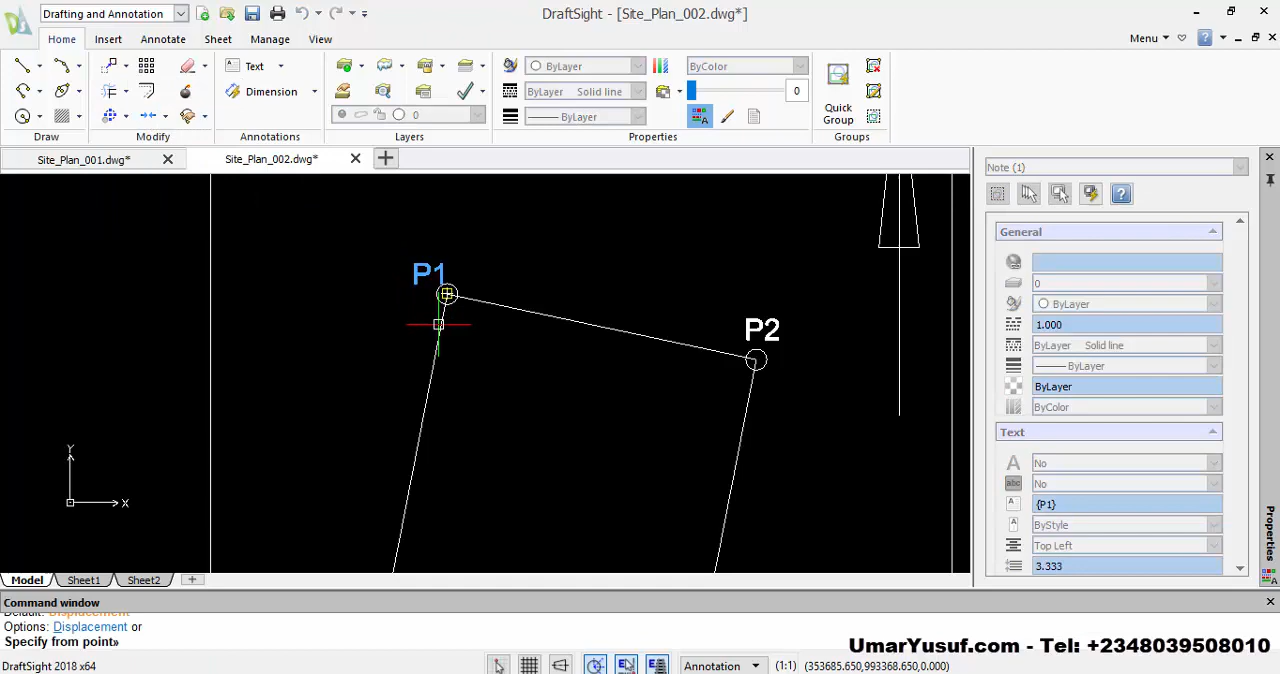 Drafting and Annotation
DraftSight - [Site_Plan_002.dwg*]
Home Insert Annotate Sheet Manage View
Menu
Text
ByLayer
ByColor
Dimension
ByLayer Solid line
0
0
ByLayer
Quick
Group
Draw Modify Annotations Layers Properties Groups
Site_Plan_001.dwg* Site_Plan_002.dwg*
Note (1)
General
0
ByLayer
1.000
ByLayer Solid line
ByLayer
ByLayer
ByColor
Text
No
No
{P1}
ByStyle
Top Left
3.333
Properties
P1
P2
Y
X
Model Sheet1 Sheet2
Command window
Default: Displacement
Options: Displacement or
Specify from point»
UmarYusuf.com - Tel: +2348039508010
DraftSight 2018 x64
Annotation
(1:1)
(353685.650,993368.650,0.000)